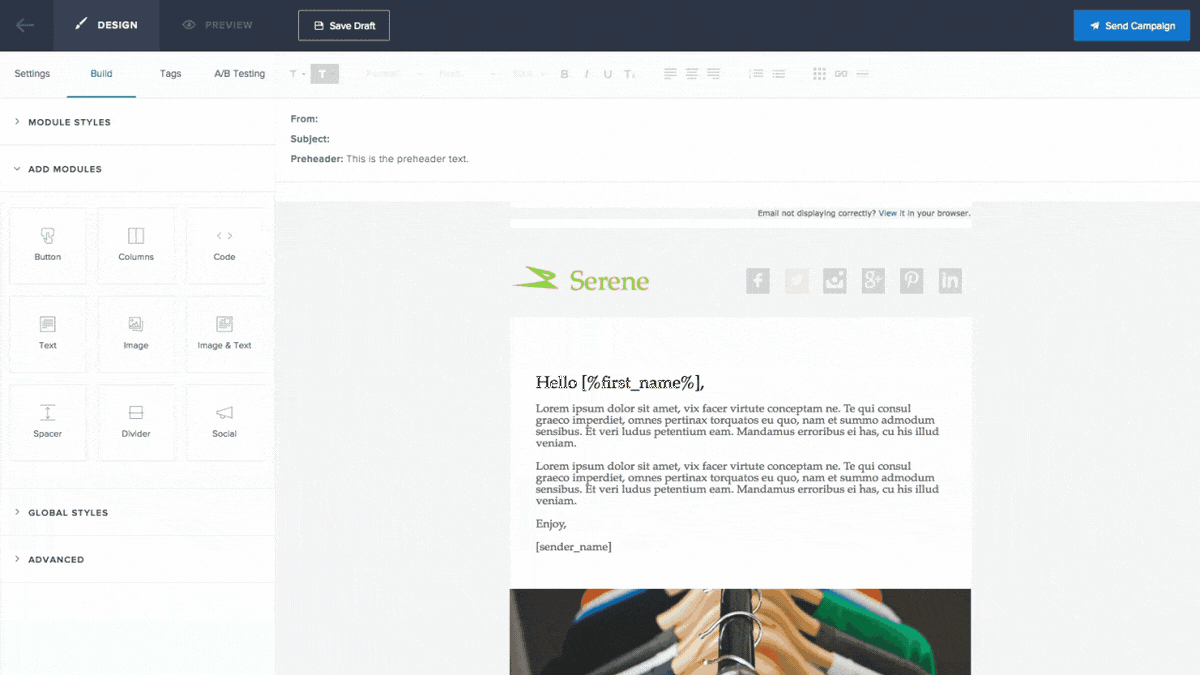 DESIGN
PREVIEW
Save Draft
Send Campaign
Settings
Build
Tags
A/B Testing
T
T
Format
B I U T
MODULE STYLES
From:
Subject:
Preheader: This is the preheader text.
ADD MODULES
Button
Columns
Code
Text
Image
Image & Text
Spacer
Divider
Social
GLOBAL STYLES
ADVANCED
Email not displaying correctly? View it in your browser.
Serene
Hello [%first_name%],
Lorem ipsum dolor sit amet, vix facer virtute conceptam ne. Te qui consul
graeco imperdiet, omnes pertinax torquatos eu quo, nam et summo admodum
sensibus. Et veri ludus petentium eam. Mandamus erroribus ei has, cu his illud
veniam.
Lorem ipsum dolor sit amet, vix facer virtute conceptam ne. Te qui consul
graeco imperdiet, omnes pertinax torquatos eu quo, nam et summo admodum
sensibus. Et veri ludus petentium eam. Mandamus erroribus ei has, cu his illud
veniam.
Enjoy,
[sender_name]